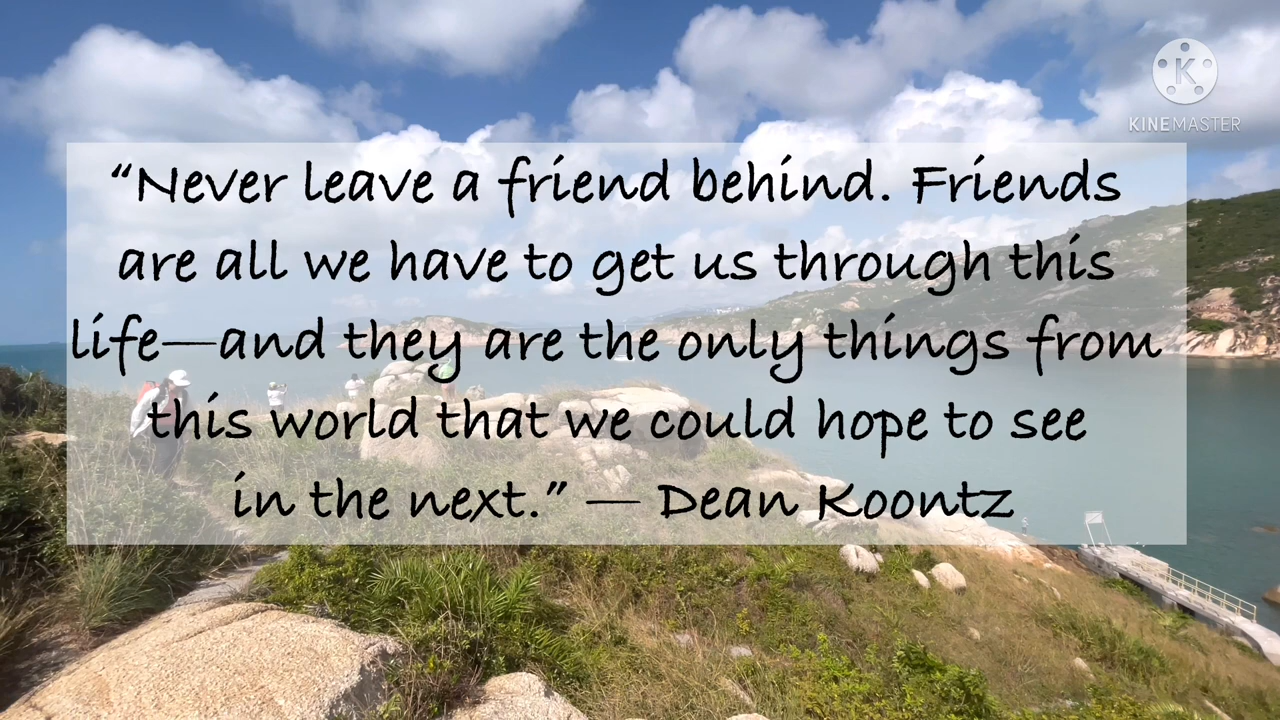 KINEMASTER
“Never leave a friend behind. Friends
are all we have to get us through this
life—and they are the only things from
this world that we could hope to see
in the next.” — Dean Koontz